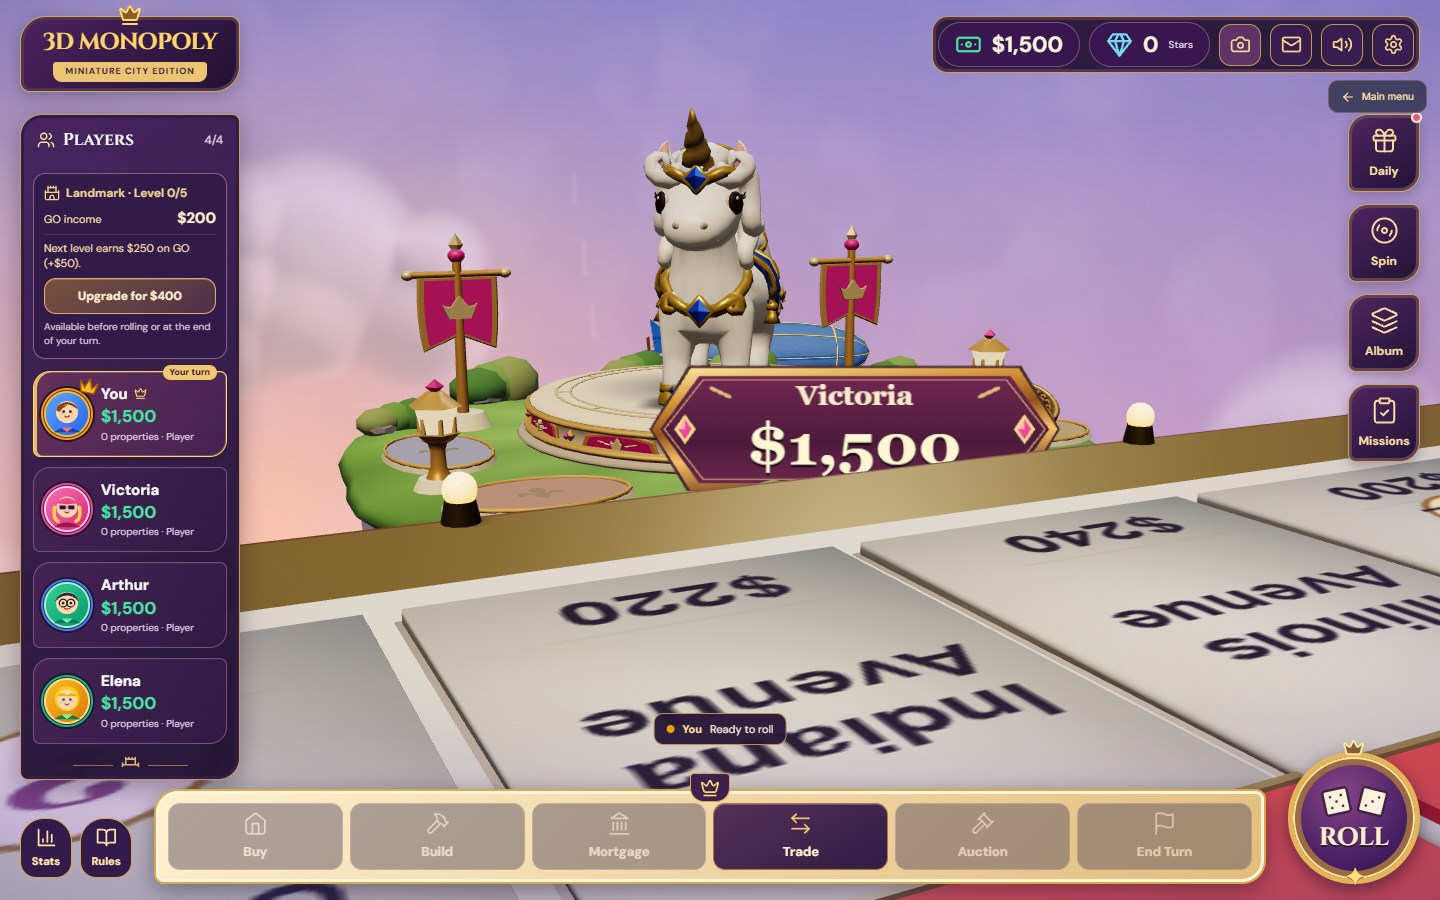 3D MONOPOLY
MINIATURE CITY EDITION
$1,500
0 Stars
Main menu
PLAYERS
4/4
Landmark · Level 0/5
GO income $200
Next level earns $250 on GO
(+$50).
Upgrade for $400
Available before rolling or at the end
of your turn.
Your turn
You
$1,500
0 properties · Player
Victoria
$1,500
0 properties · Player
Arthur
$1,500
0 properties · Player
Elena
$1,500
0 properties · Player
Daily
Spin
Album
Missions
Victoria
$1,500
$220
Indiana
Avenue
$240
Illinois
Avenue
$200
You Ready to roll
Stats
Rules
Buy
Build
Mortgage
Trade
Auction
End Turn
ROLL